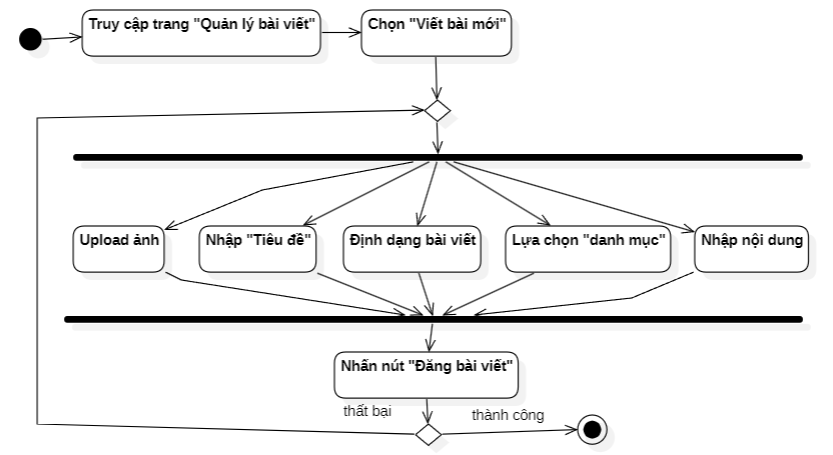 Truy cập trang "Quản lý bài viết"
Chọn "Viết bài mới"
Upload ảnh
Nhập "Tiêu đề"
Định dạng bài viết
Lựa chọn "danh mục"
Nhập nội dung
Nhấn nút "Đăng bài viết"
thất bại
thành công